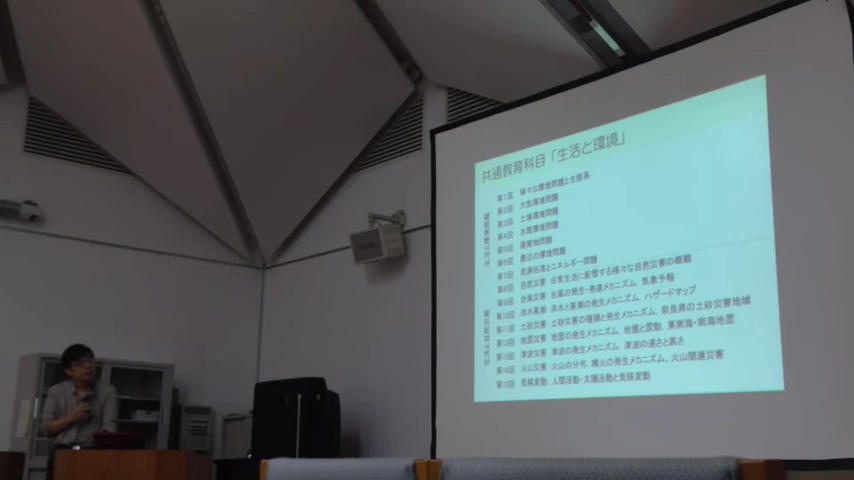 共通教育科目「生活と環境」
第1回 様々な環境問題と生態系
第2回 大気環境問題
第3回 土壌環境問題
第4回 水質環境問題
第5回 廃棄物問題
第6回 最近の環境問題
第7回 資源枯渇とエネルギー問題
第8回 自然災害 日常生活に影響する様々な自然災害の概観
第9回 台風災害 台風の発生・発達メカニズム、気象予報
第10回 洪水高潮 洪水と高潮の発生メカニズム、ハザードマップ
第11回 土砂災害 土砂災害の種類と発生メカニズム、奈良県の土砂災害地域
第12回 地震災害 地震の発生メカニズム、地盤と震動、東南海・南海地震
第13回 津波災害 津波の発生メカニズム、津波の速さと高さ
第14回 火山災害 火山の分布、噴火の発生メカニズム、火山関連災害
第15回 気候変動 人間活動・太陽活動と気候変動